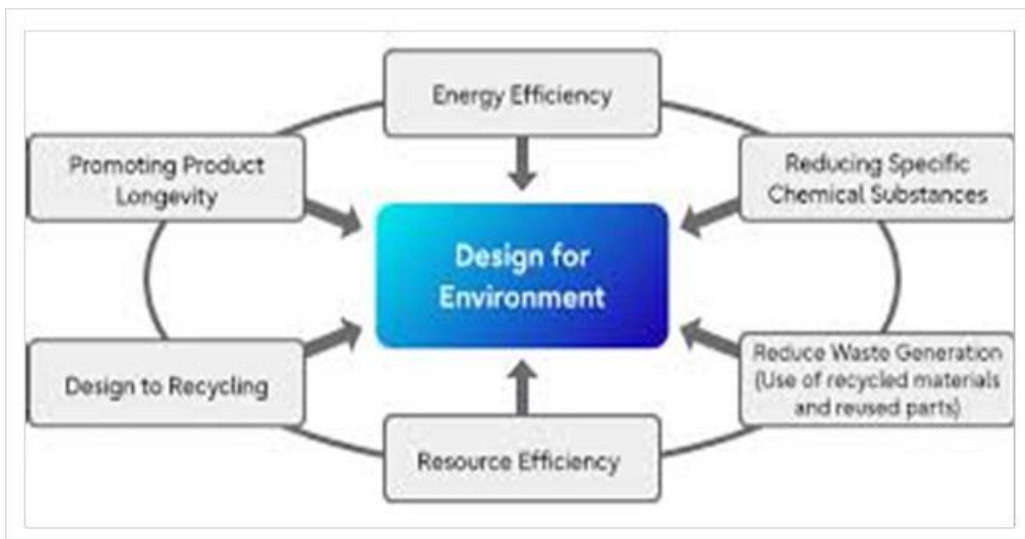 Energy Efficiency
Promoting Product
Longevity
Reducing Specific
Chemical Substances
Design for
Environment
Design to Recycling
Reduce Waste Generation
(Use of recycled materials
and reused parts)
Resource Efficiency